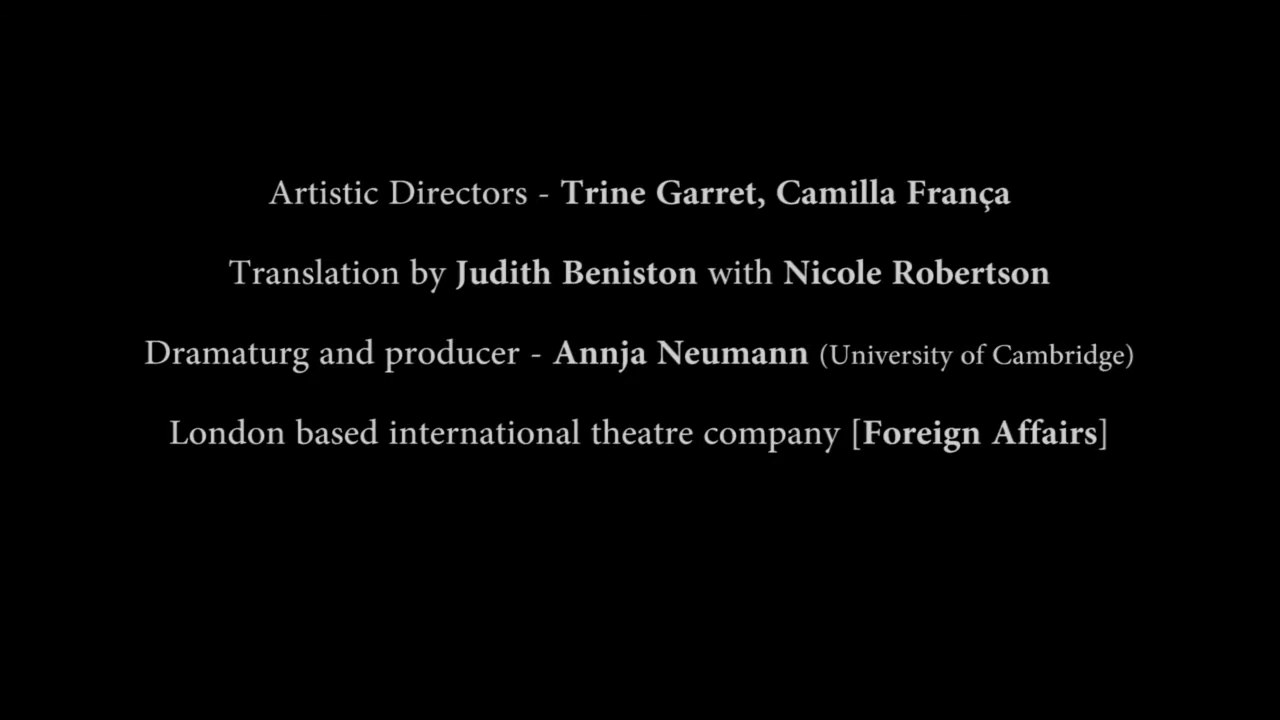 Artistic Directors - Trine Garret, Camilla França
Translation by Judith Beniston with Nicole Robertson
Dramaturg and producer - Annja Neumann (University of Cambridge)
London based international theatre company [Foreign Affairs]